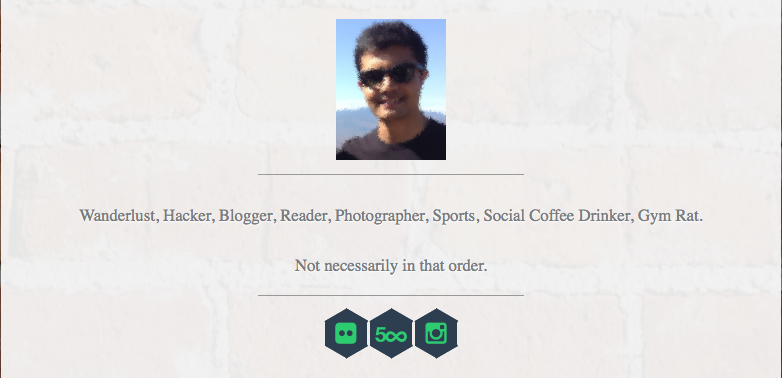 Wanderlust, Hacker, Blogger, Reader, Photographer, Sports, Social Coffee Drinker, Gym Rat.
Not necessarily in that order.
500